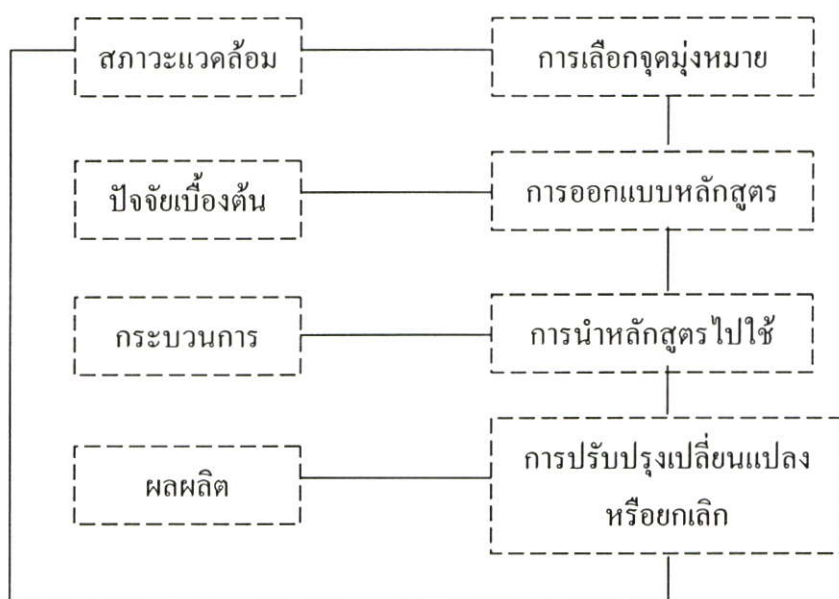 สภาวะแวดล้อม
การเลือกจุดมุ่งหมาย
ปัจจัยเบื้องต้น
การออกแบบหลักสูตร
กระบวนการ
การนำหลักสูตรไปใช้
ผลผลิต
การปรับปรุงเปลี่ยนแปลง
หรือยกเลิก